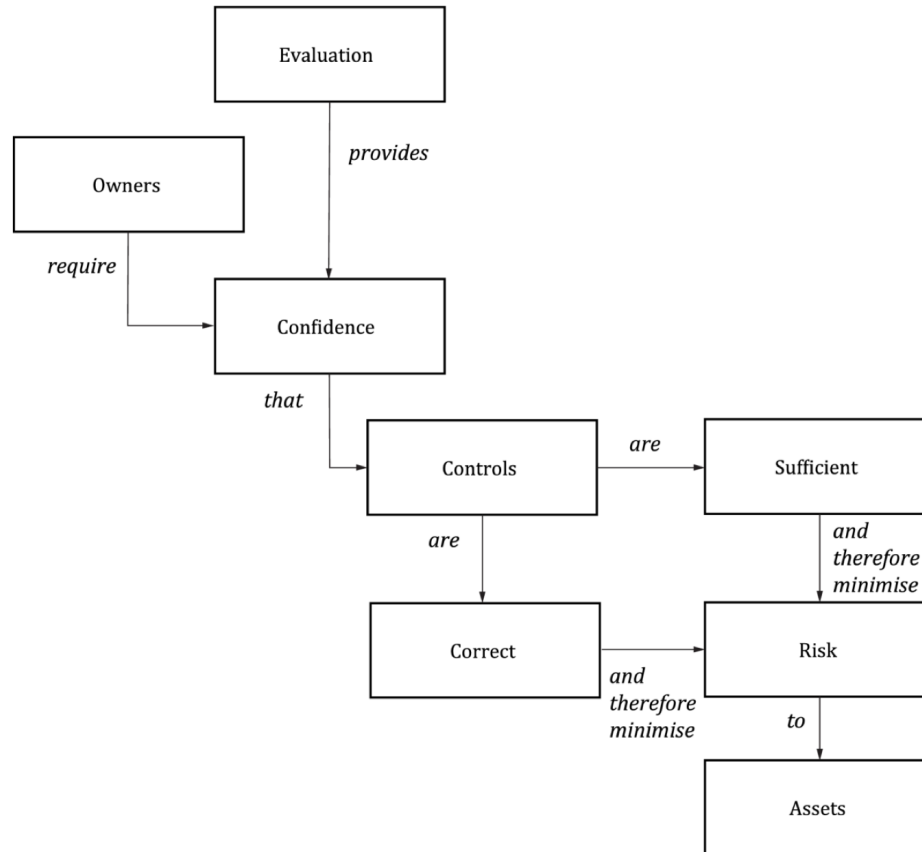 Evaluation
provides
Owners
require
Confidence
that
Controls
are
Sufficient
are
and
therefore
minimise
Correct
and
therefore
minimise
Risk
to
Assets